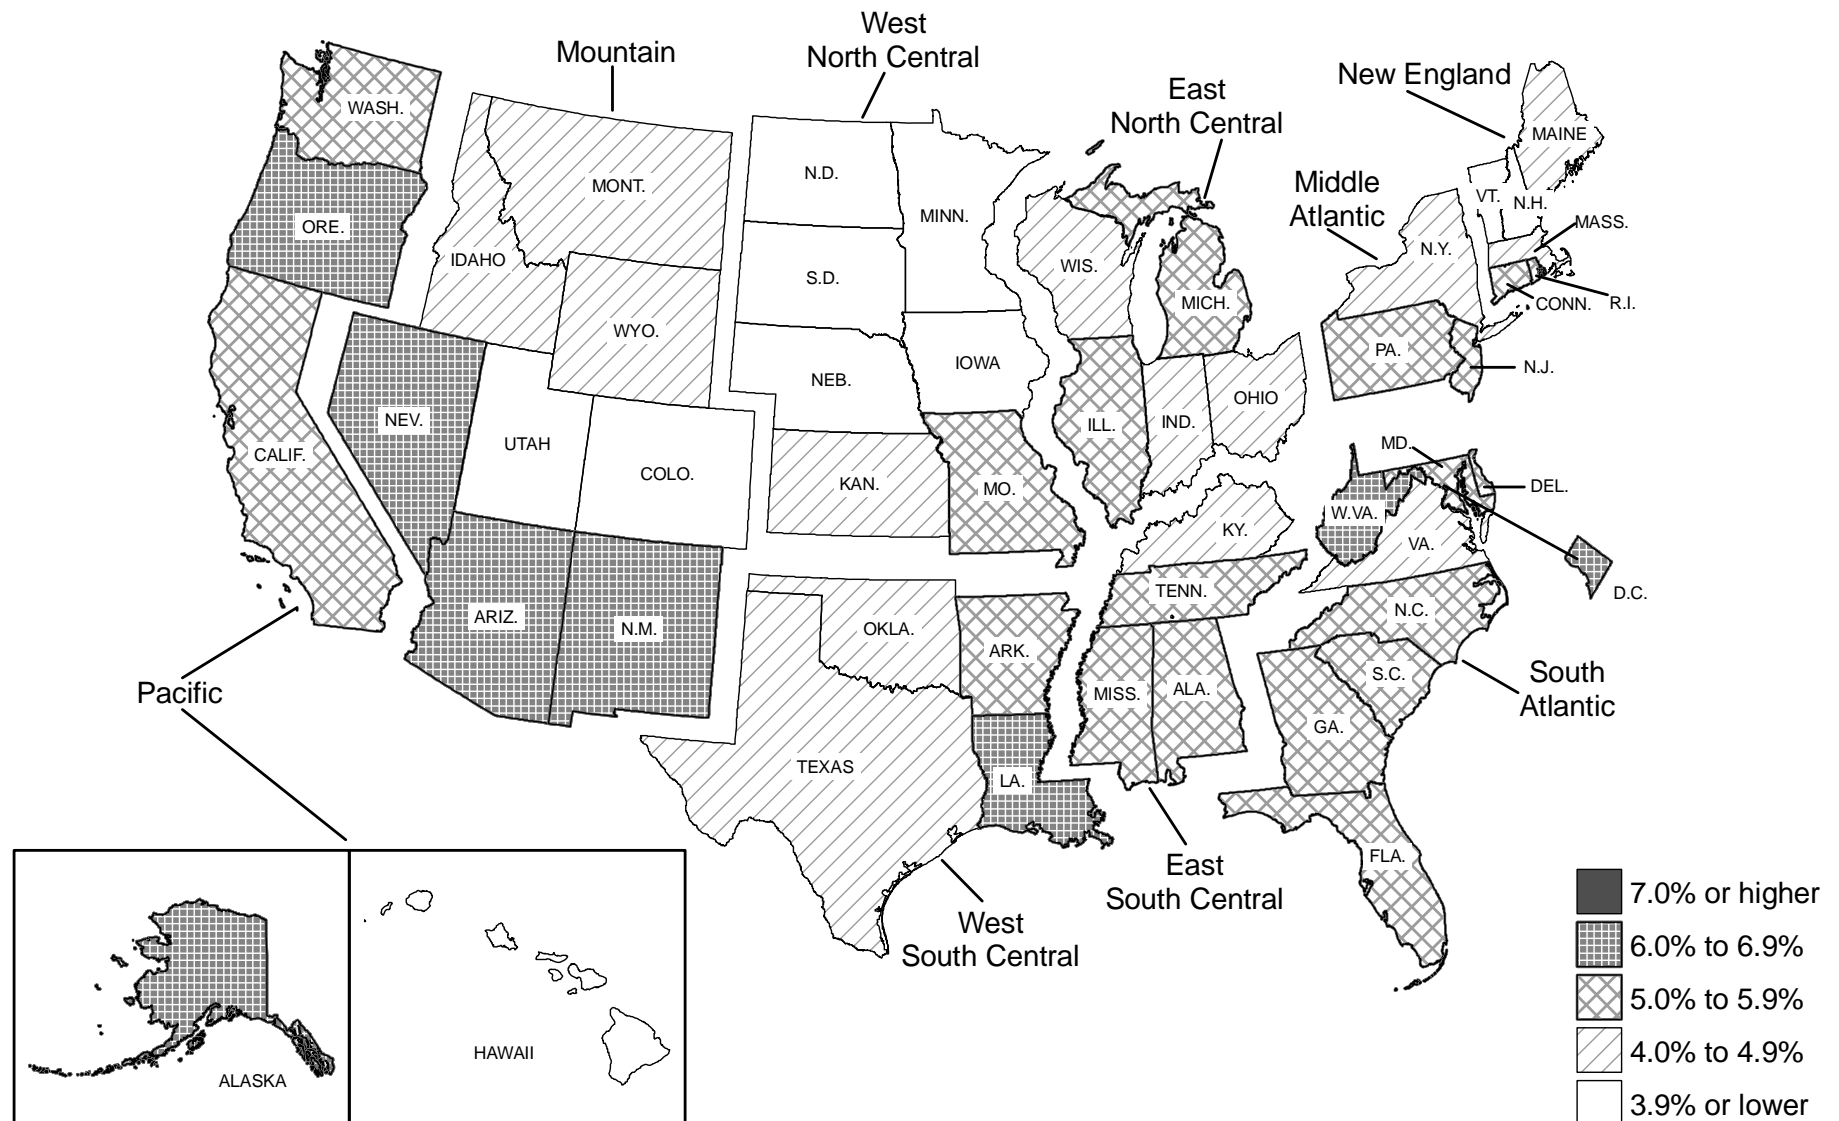 West
North Central
Mountain
New England
East
North Central
WASH.
MAINE
MONT.
N.D.
Middle
Atlantic
VT.
N.H.
MINN.
ORE.
MASS.
N.Y.
IDAHO
WIS.
S.D.
MICH.
CONN.
R.I.
WYO.
PA.
IOWA
N.J.
NEB.
OHIO
NEV.
IND.
ILL.
UTAH
MD.
CALIF.
COLO.
KAN.
MO.
DEL.
W.VA.
KY.
VA.
TENN.
D.C.
N.C.
ARIZ.
N.M.
OKLA.
ARK.
S.C.
South
Atlantic
Pacific
MISS.
ALA.
GA.
TEXAS
LA.
FLA.
East
South Central
West
South Central
7.0% or higher
6.0% to 6.9%
5.0% to 5.9%
4.0% to 4.9%
3.9% or lower
HAWAII
ALASKA